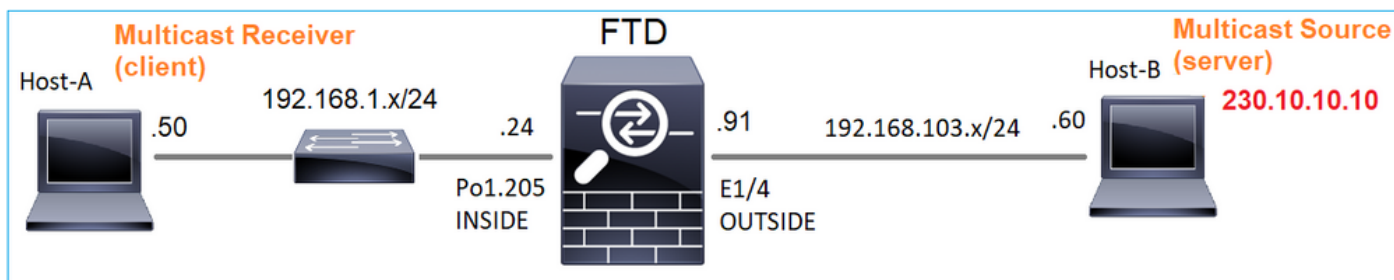 Multicast Receiver
(client)
Host-A
192.168.1.x/24
.50
.24
Po1.205
INSIDE
FTD
.91
E1/4
OUTSIDE
192.168.103.x/24
.60
Host-B
Multicast Source
(server)
230.10.10.10